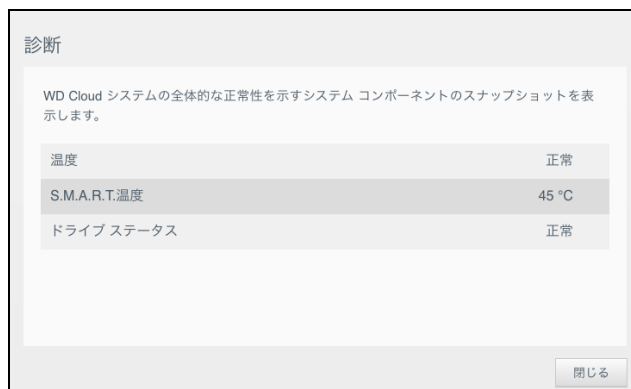 診断
WD Cloud システムの全体的な正常性を示すシステム コンポーネントのスナップショットを表
示します。
温度 正常
S.M.A.R.T.温度 45 °C
ドライブ ステータス 正常
閉じる